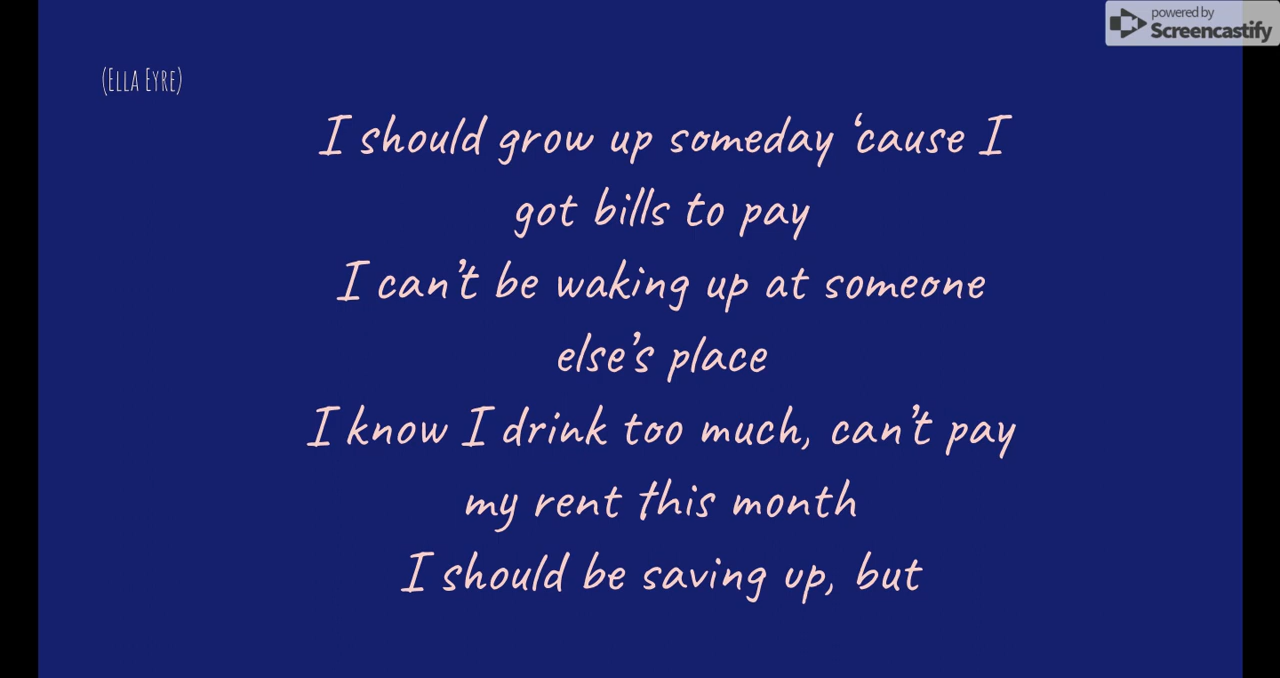 powered by
Screencastify
(Ella Eyre)
I should grow up someday ‘cause I
got bills to pay
I can’t be waking up at someone
else’s place
I know I drink too much, can’t pay
my rent this month
I should be saving up, but